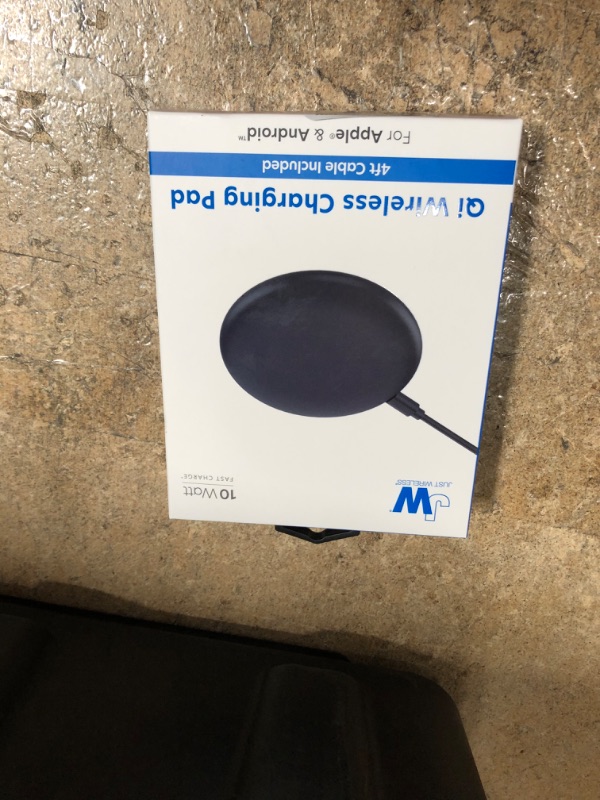 JW®
JUST WIRELESS®
10 Watt
FAST CHARGE*
Qi Wireless Charging Pad
4ft Cable Included
For Apple® & Android™